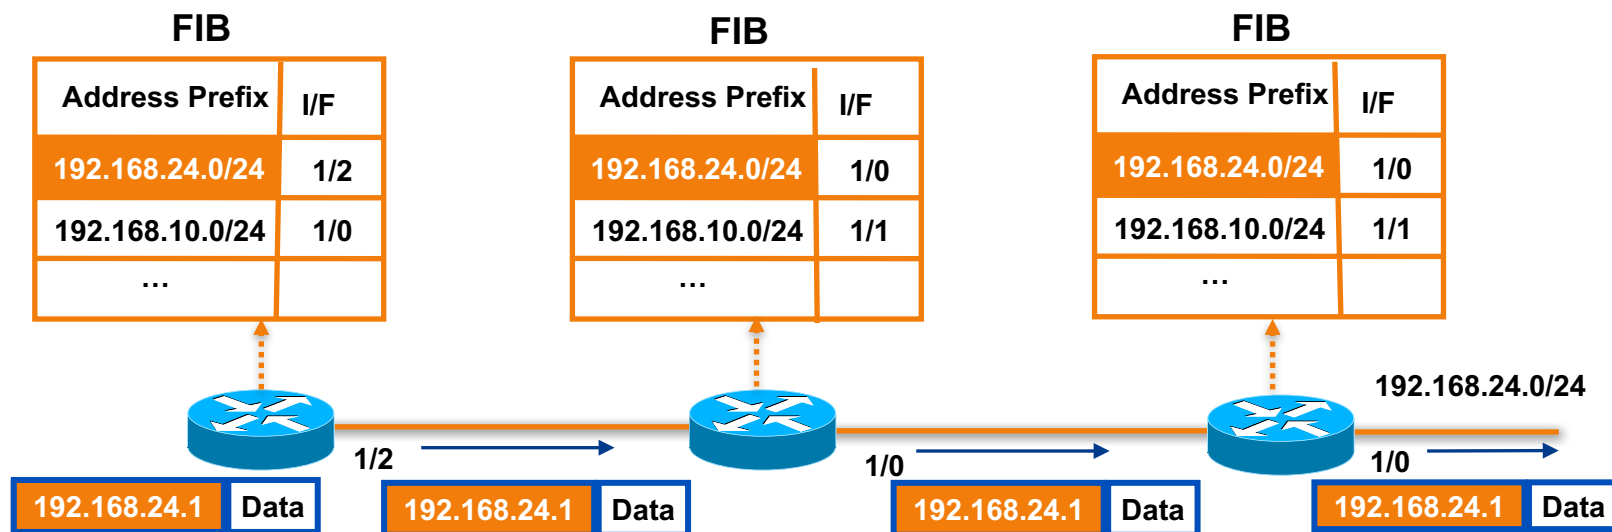 FIB
Address Prefix I/F
192.168.24.0/24 1/2
192.168.10.0/24 1/0
...
FIB
Address Prefix I/F
192.168.24.0/24 1/0
192.168.10.0/24 1/1
...
FIB
Address Prefix I/F
192.168.24.0/24 1/0
192.168.10.0/24 1/1
...
192.168.24.0/24
1/2
1/0
1/0
192.168.24.1 Data
192.168.24.1 Data
192.168.24.1 Data
192.168.24.1 Data